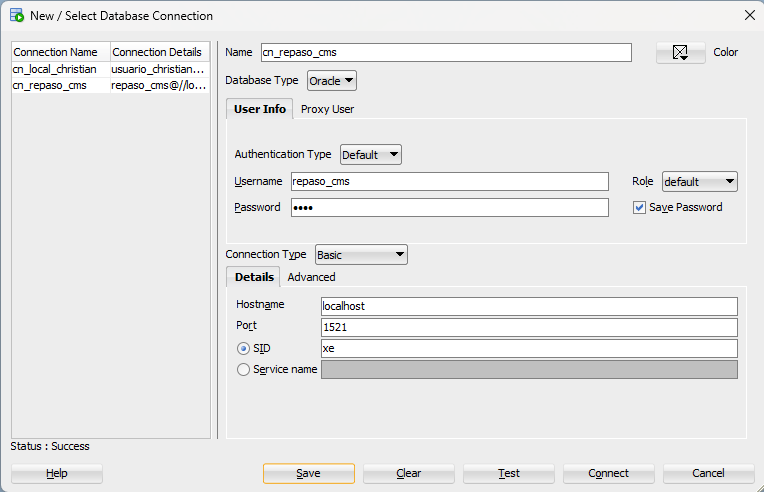 New / Select Database Connection
Connection Name Connection Details
cn_local_christian usuario_christian...
cn_repaso_cms repaso_cms@//lo...
Name cn_repaso_cms Color
Database Type Oracle
User Info Proxy User
Authentication Type Default
Username repaso_cms Role default
Password •••• Save Password
Connection Type Basic
Details Advanced
Hostname localhost
Port 1521
SID xe
Service name
Status : Success
Help Save Clear Test Connect Cancel